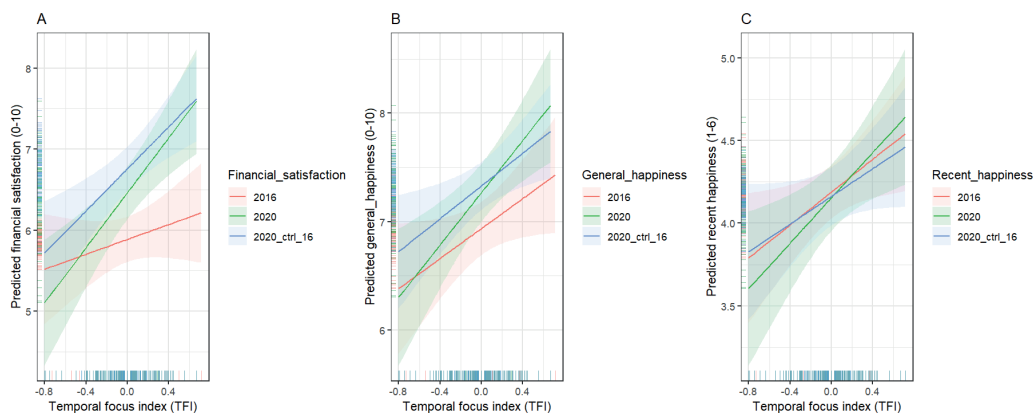 A
Predicted financial satisfaction (0-10)
8
7
6
5
-0.8
-0.4
0.0
0.4
Temporal focus index (TFI)
Financial_satisfaction
2016
2020
2020_ctrl_16
B
Predicted general_happiness (0-10)
8
7
6
-0.8
-0.4
0.0
0.4
Temporal focus index (TFI)
General_happiness
2016
2020
2020_ctrl_16
C
Predicted recent happiness (1-6)
5.0
4.5
4.0
3.5
-0.8
-0.4
0.0
0.4
Temporal focus index (TFI)
Recent_happiness
2016
2020
2020_ctrl_16